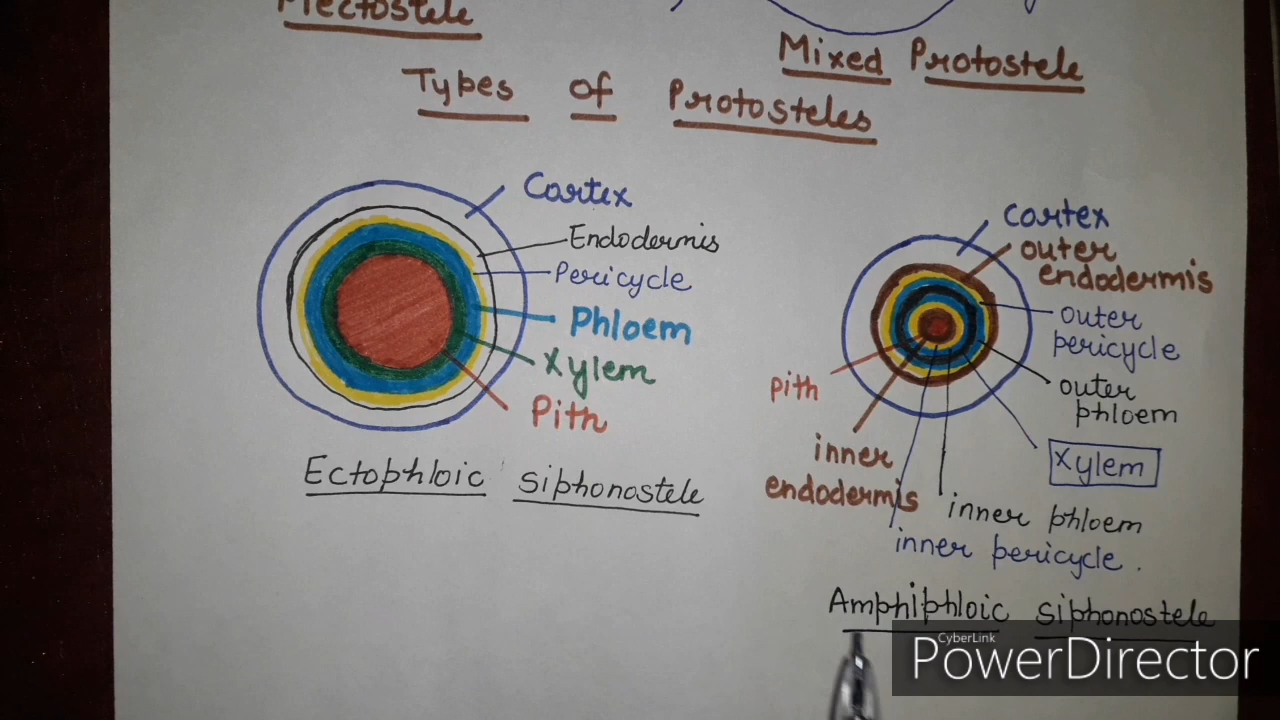 Plectostele
Mixed Protostele
Types of Protosteles
Cortex
Endodermis
Pericycle
Phloem
Xylem
Pith
Ectophloic siphonostele
Cortex
outer
endodermis
outer
pericycle
outer
phloem
Xylem
pith
inner
endodermis
inner phloem
inner pericycle.
Amphiphloic siphonostele
CyberLink
PowerDirector